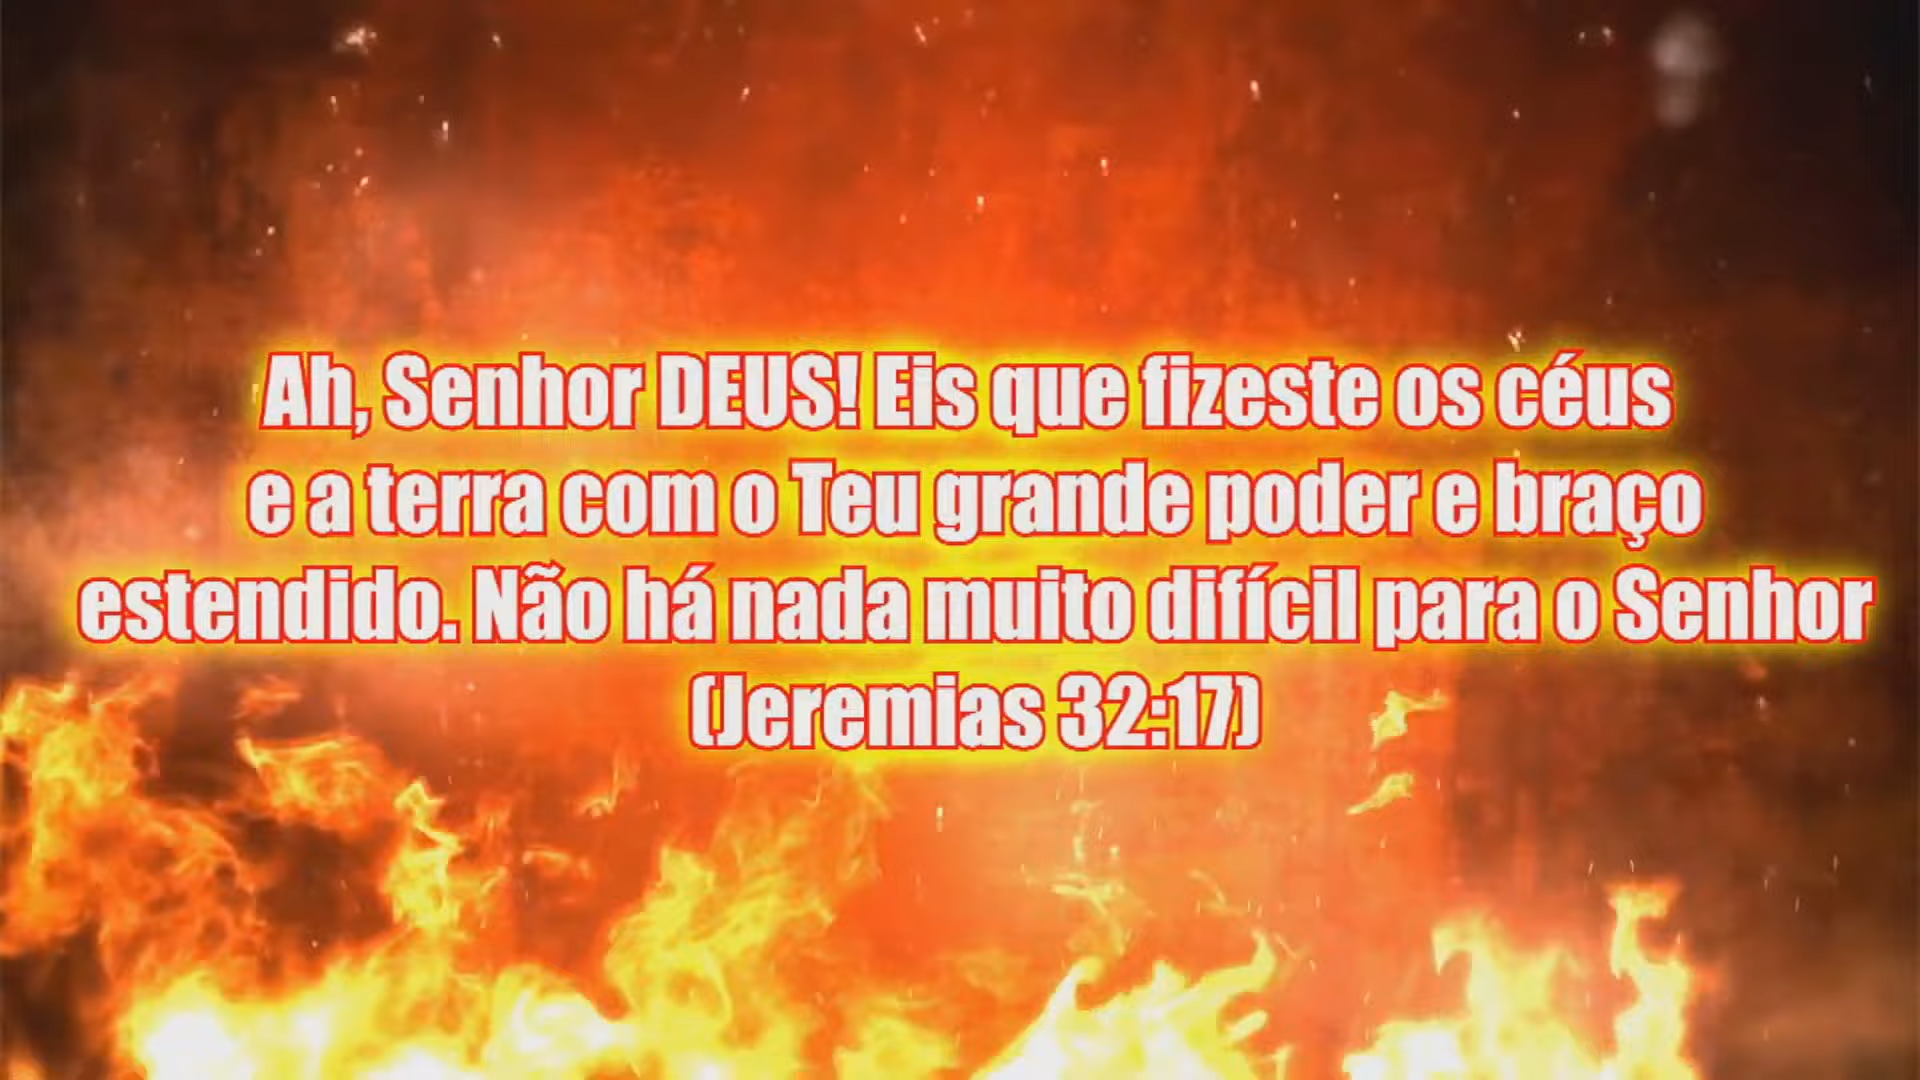 Ah, Senhor DEUS! Eis que fizeste os céus
e a terra com o Teu grande poder e braço
estendido. Não há nada muito difícil para o Senhor
(Jeremias 32:17)